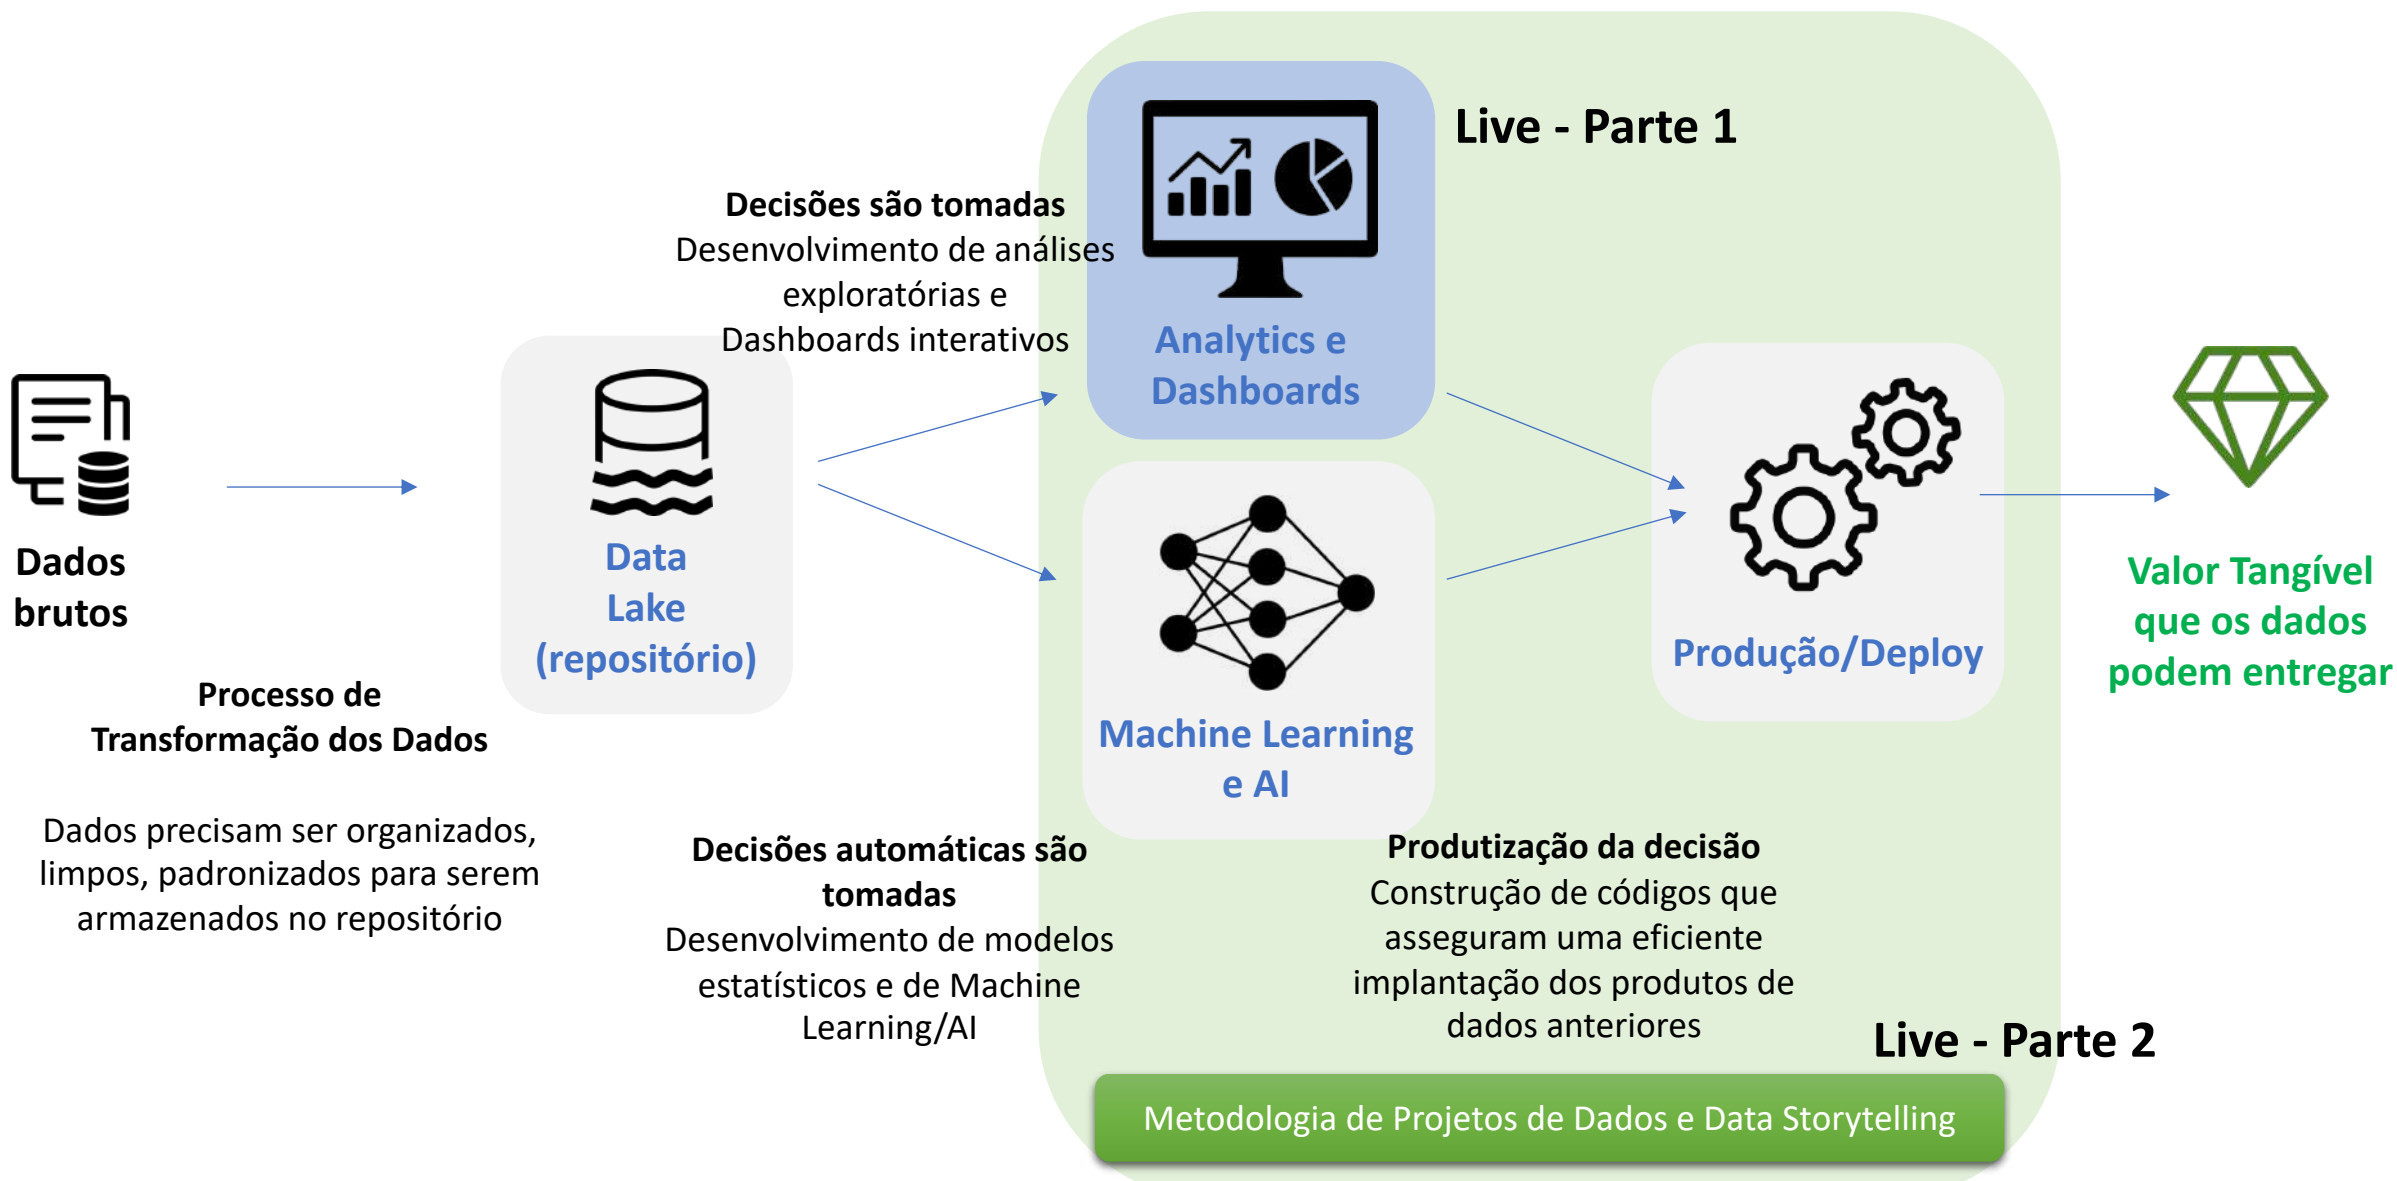 Live - Parte 1
Decisões são tomadas
Desenvolvimento de análises
exploratórias e
Dashboards interativos
Analytics e
Dashboards
Dados
brutos
Data
Lake
(repositório)
Processo de
Transformação dos Dados
Dados precisam ser organizados,
limpos, padronizados para serem
armazenados no repositório
Machine Learning
e AI
Decisões automáticas são
tomadas
Desenvolvimento de modelos
estatísticos e de Machine
Learning/AI
Produção/Deploy
Produtização da decisão
Construção de códigos que
asseguram uma eficiente
implantação dos produtos de
dados anteriores
Valor Tangível
que os dados
podem entregar
Live - Parte 2
Metodologia de Projetos de Dados e Data Storytelling